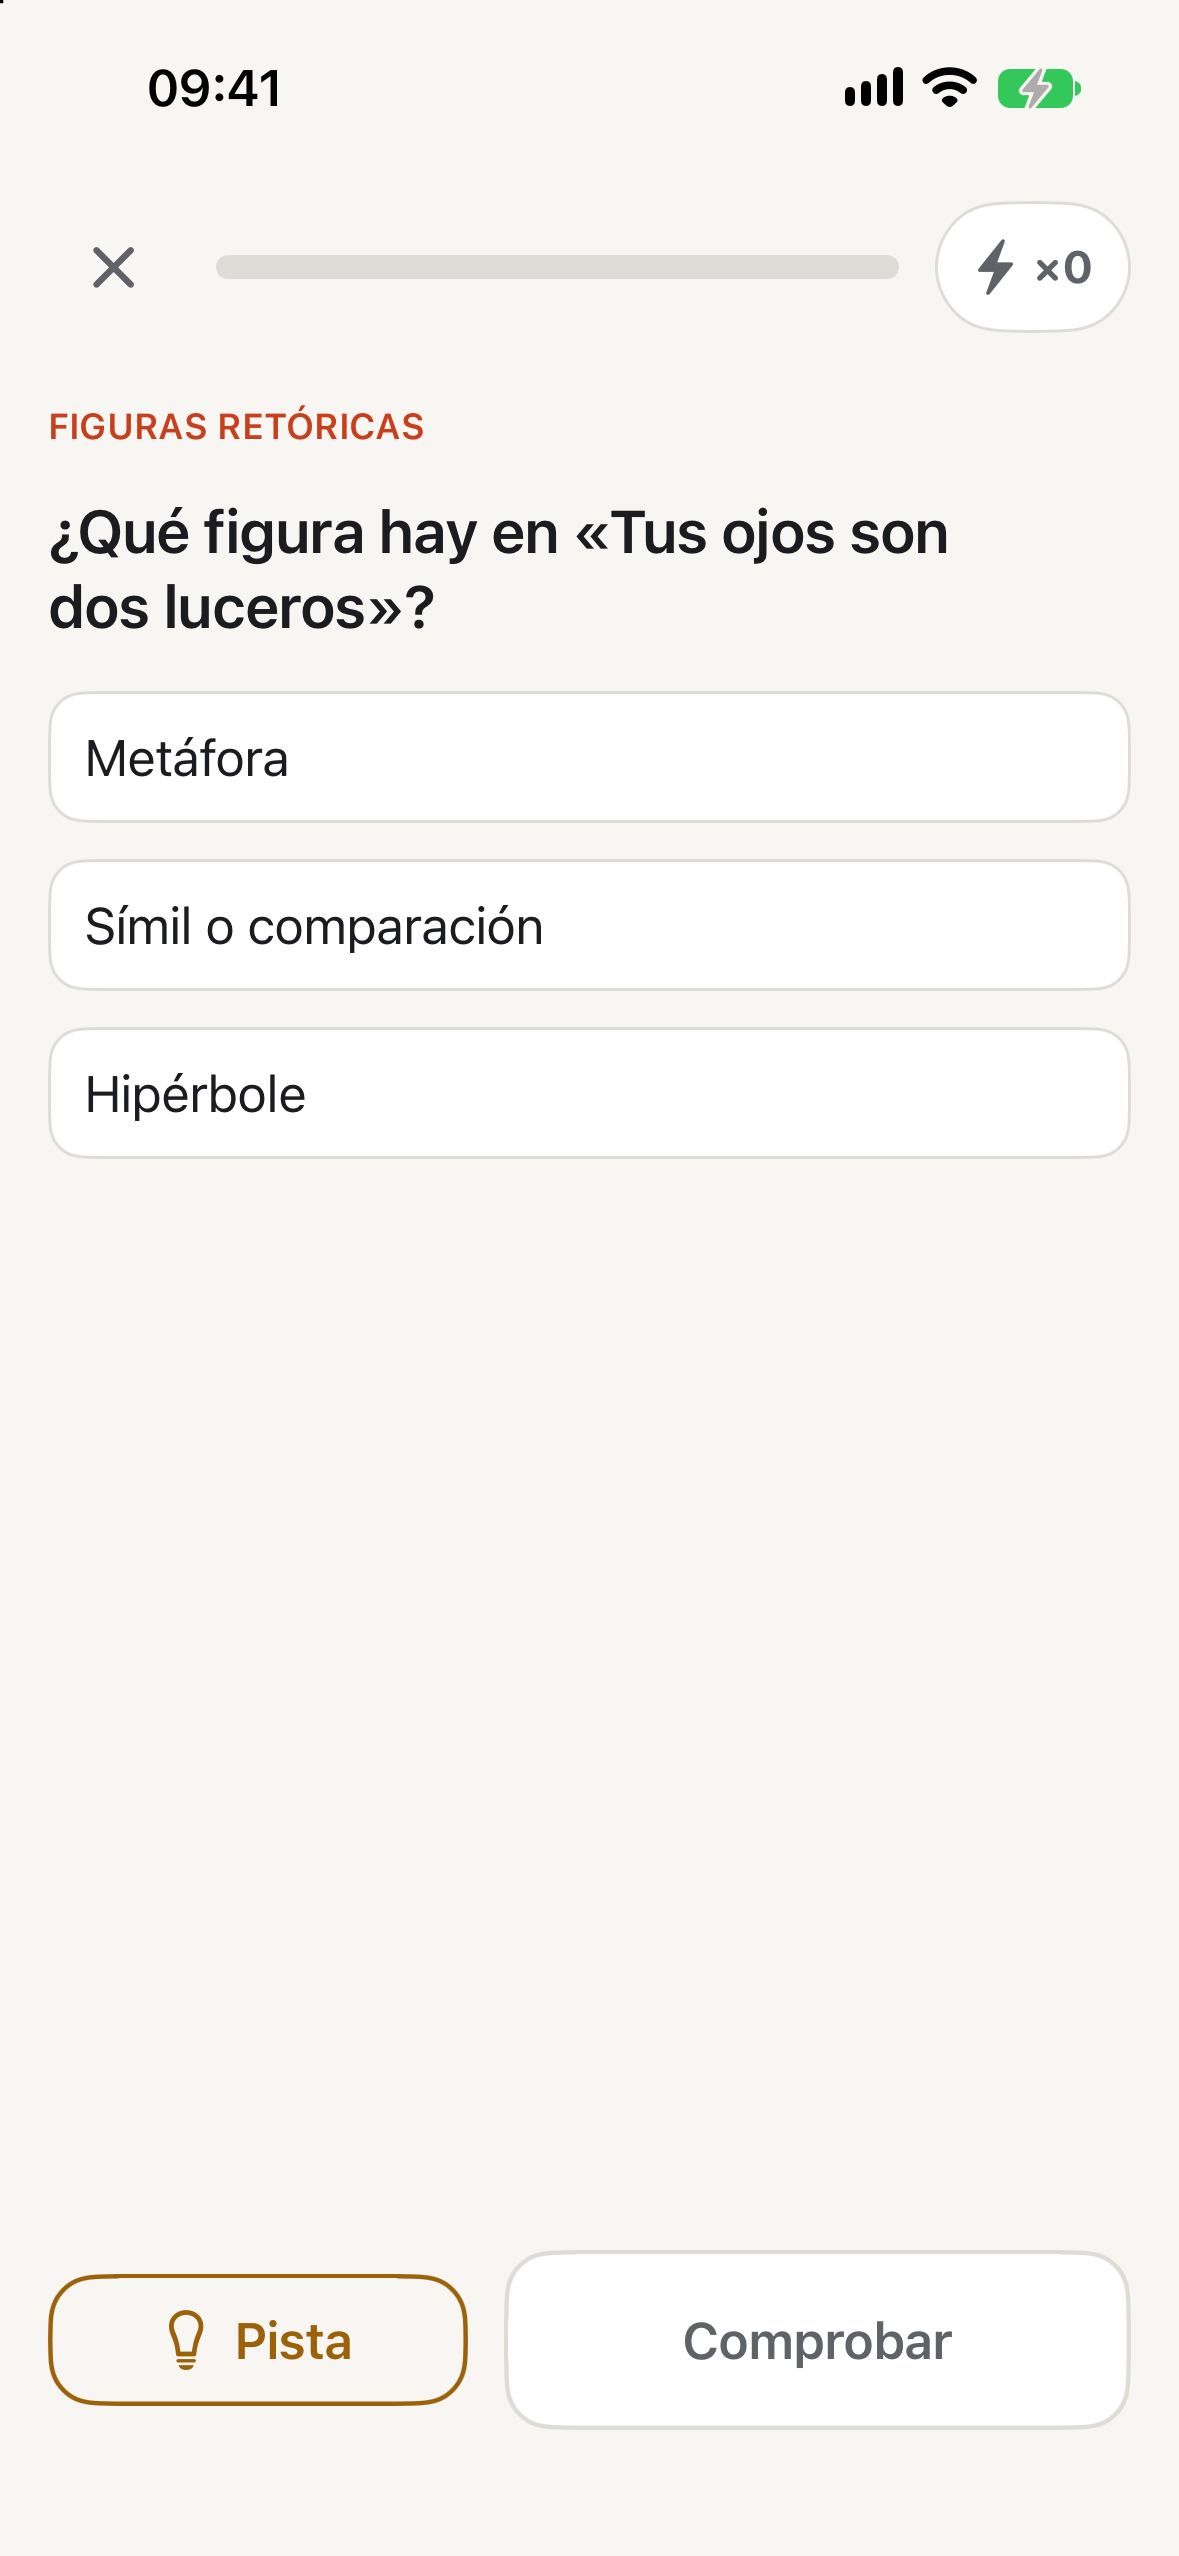 09:41
×0
FIGURAS RETÓRICAS
¿Qué figura hay en «Tus ojos son
dos luceros»?
Metáfora
Símil o comparación
Hipérbole
Pista
Comprobar